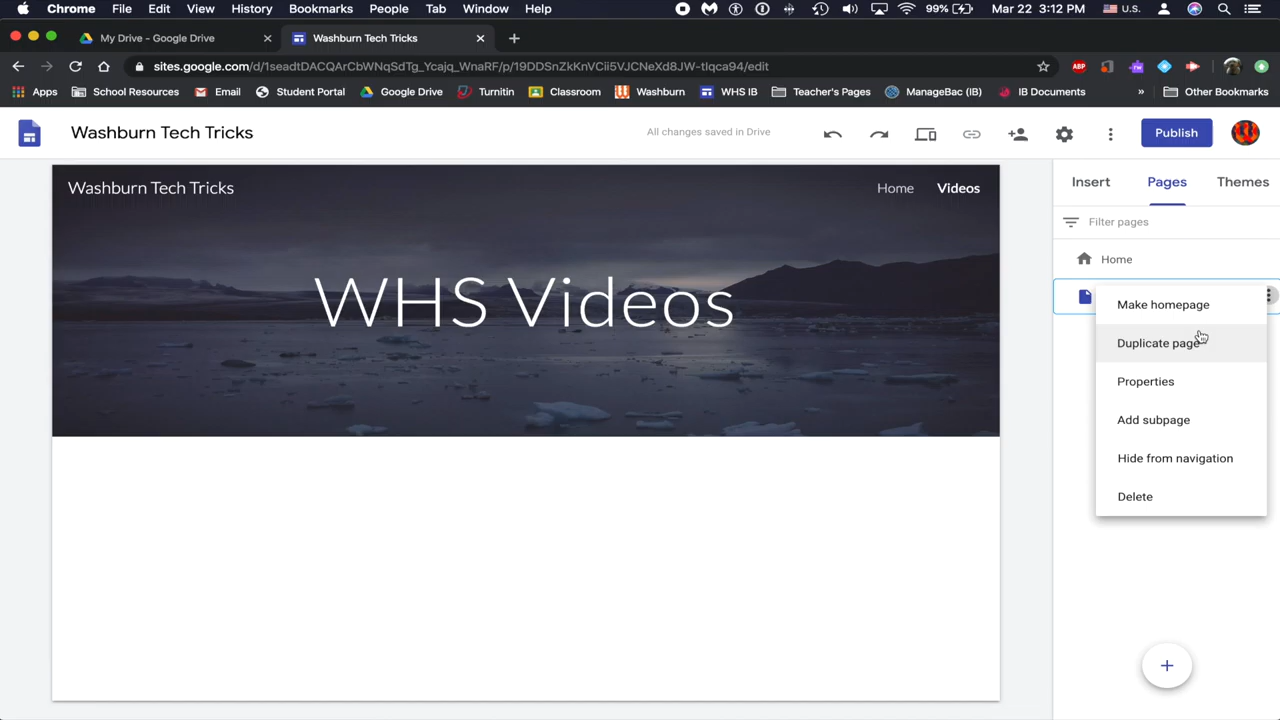 Chrome File Edit View History Bookmarks People Tab Window Help 99% Mar 22 3:12 PM U.S.
My Drive - Google Drive Washburn Tech Tricks
sites.google.com/d/1seadtDACQArCbWNqSdTg_Ycajq_WnaRF/p/19DDSnZkKnVCii5VJCNeXd8JW-tlqca94/edit ABP
Apps School Resources Email Student Portal Google Drive Turnitin Classroom Washburn WHS IB Teacher's Pages ManageBac (IB) IB Documents » Other Bookmarks
Washburn Tech Tricks All changes saved in Drive Publish
Insert Pages Themes
Washburn Tech Tricks Home Videos
Filter pages
Home
WHS Videos
Make homepage
Duplicate page
Properties
Add subpage
Hide from navigation
Delete